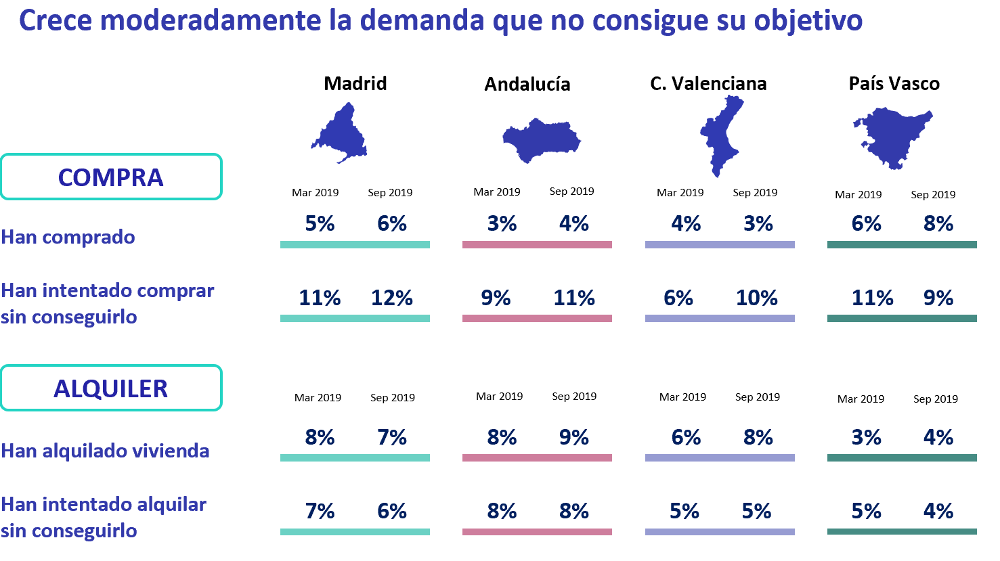 Crece moderadamente la demanda que no consigue su objetivo
Madrid Andalucía C. Valenciana País Vasco
COMPRA
Mar 2019 Sep 2019 Mar 2019 Sep 2019 Mar 2019 Sep 2019 Mar 2019 Sep 2019
Han comprado 5% 6% 3% 4% 4% 3% 6% 8%
Han intentado comprar
sin conseguirlo 11% 12% 9% 11% 6% 10% 11% 9%
ALQUILER
Mar 2019 Sep 2019 Mar 2019 Sep 2019 Mar 2019 Sep 2019 Mar 2019 Sep 2019
Han alquilado vivienda 8% 7% 8% 9% 6% 8% 3% 4%
Han intentado alquilar
sin conseguirlo 7% 6% 8% 8% 5% 5% 5% 4%